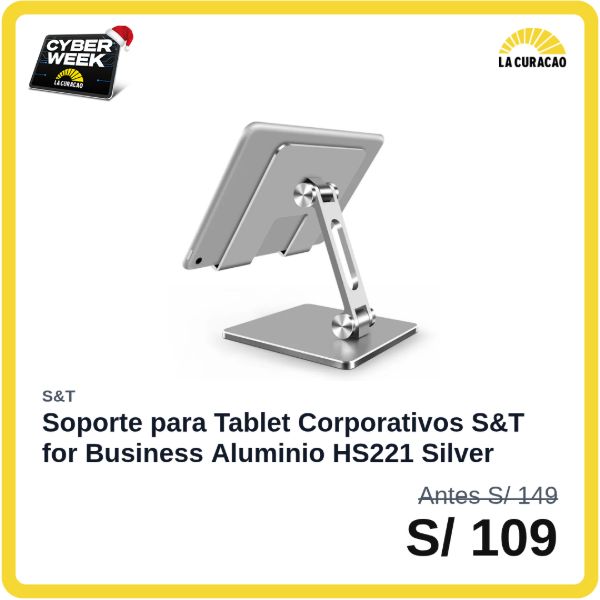 CYBER
WEEK
LA CURACAO
LA CURACAO
S&T
Soporte para Tablet Corporativos S&T
for Business Aluminio HS221 Silver
Antes S/ 149
S/ 109